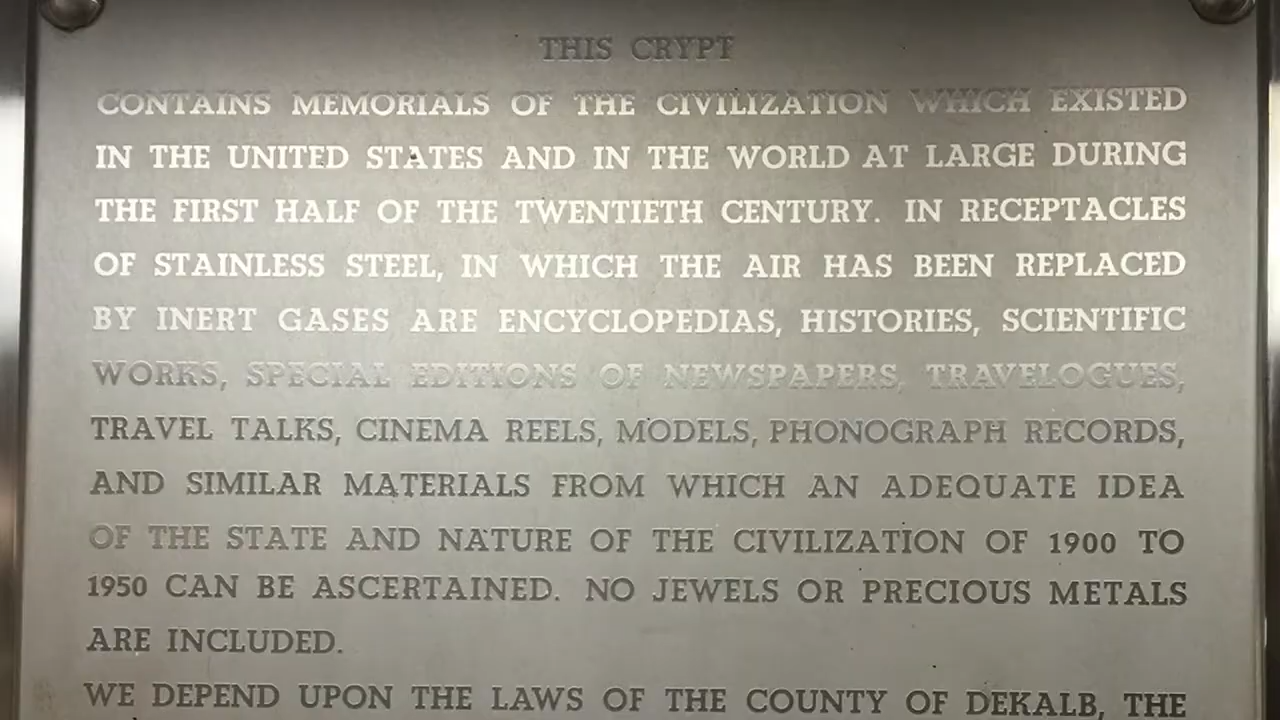 THIS CRYPT
CONTAINS MEMORIALS OF THE CIVILIZATION WHICH EXISTED
IN THE UNITED STATES AND IN THE WORLD AT LARGE DURING
THE FIRST HALF OF THE TWENTIETH CENTURY. IN RECEPTACLES
OF STAINLESS STEEL, IN WHICH THE AIR HAS BEEN REPLACED
BY INERT GASES ARE ENCYCLOPEDIAS, HISTORIES, SCIENTIFIC
WORKS, SPECIAL EDITIONS OF NEWSPAPERS, TRAVELOGUES,
TRAVEL TALKS, CINEMA REELS, MODELS, PHONOGRAPH RECORDS,
AND SIMILAR MATERIALS FROM WHICH AN ADEQUATE IDEA
OF THE STATE AND NATURE OF THE CIVILIZATION OF 1900 TO
1950 CAN BE ASCERTAINED. NO JEWELS OR PRECIOUS METALS
ARE INCLUDED.
WE DEPEND UPON THE LAWS OF THE COUNTY OF DEKALB, THE